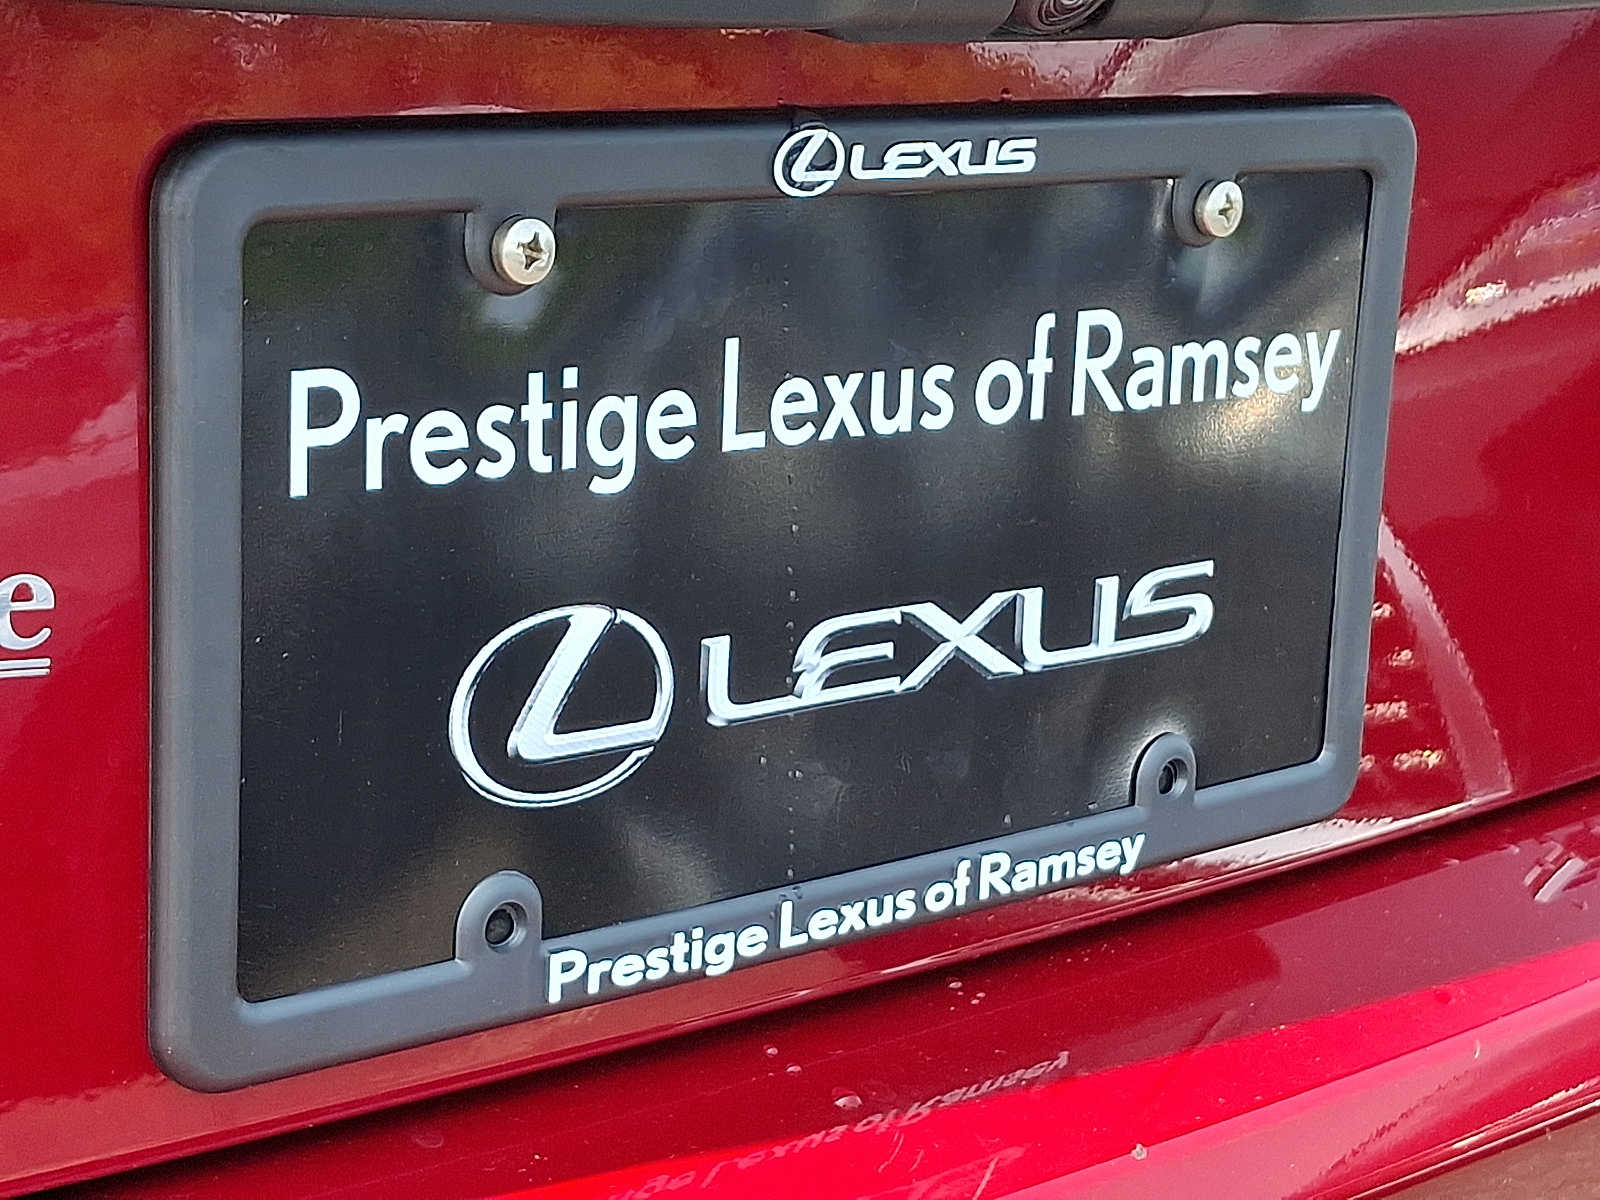 LEXUS
Prestige Lexus of Ramsey
LEXUS
Prestige Lexus of Ramsey
e